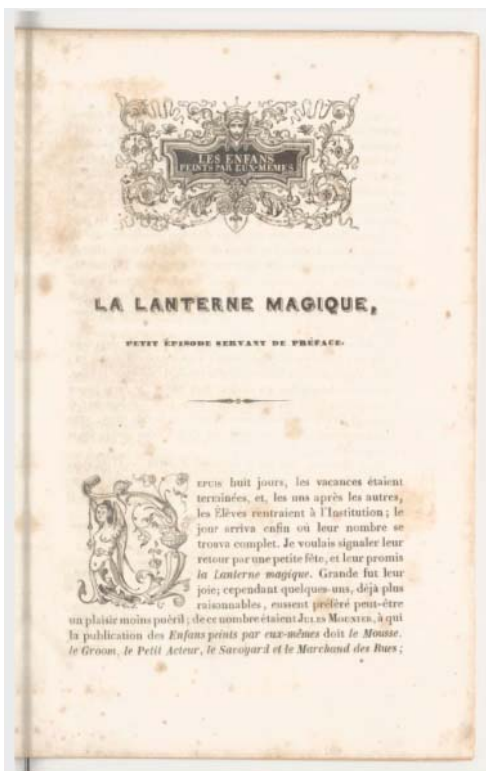 LES ENFANS
PEINTS PAR EUX-MÊMES
LA LANTERNE MAGIQUE,
PETIT ÉPISODE SERVANT DE PRÉFACE.
DEPUIS huit jours, les vacances étaient
terminées, et, les uns après les autres,
les Élèves rentraient à l'Institution ; le
jour arriva enfin où leur nombre se
trouva complet. Je voulais signaler leur
retour par une petite fête, et leur promis
la Lanterne magique. Grande fut leur
joie; cependant quelques-uns, déjà plus
raisonnables, eussent préféré peut-être
un plaisir moins puéril ; de ce nombre étaient JULES MOUNIER, à qui
la publication des Enfans peints par eux-mêmes doit le Mousse,
le Groom, le Petit Acteur, le Savoyard et le Marchand des Rues ;